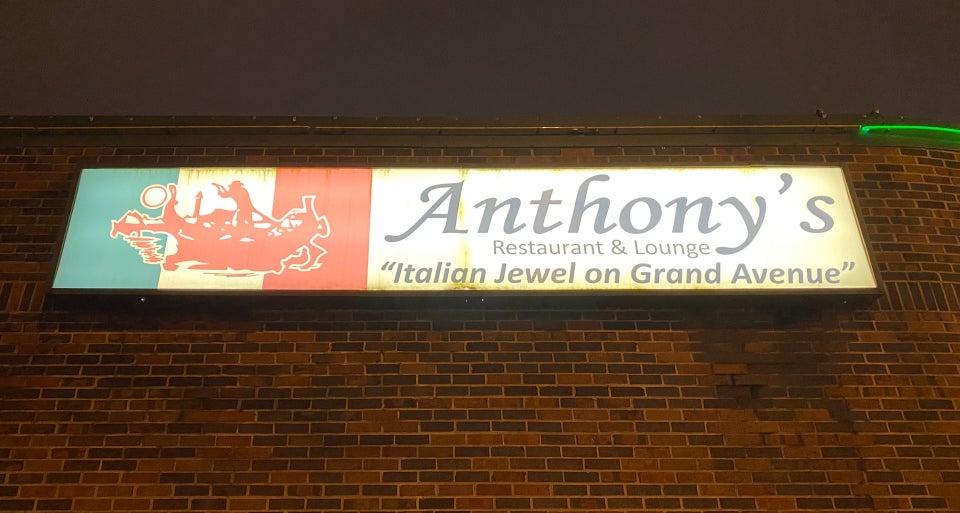 Anthony's
Restaurant & Lounge
“Italian Jewel on Grand Avenue”